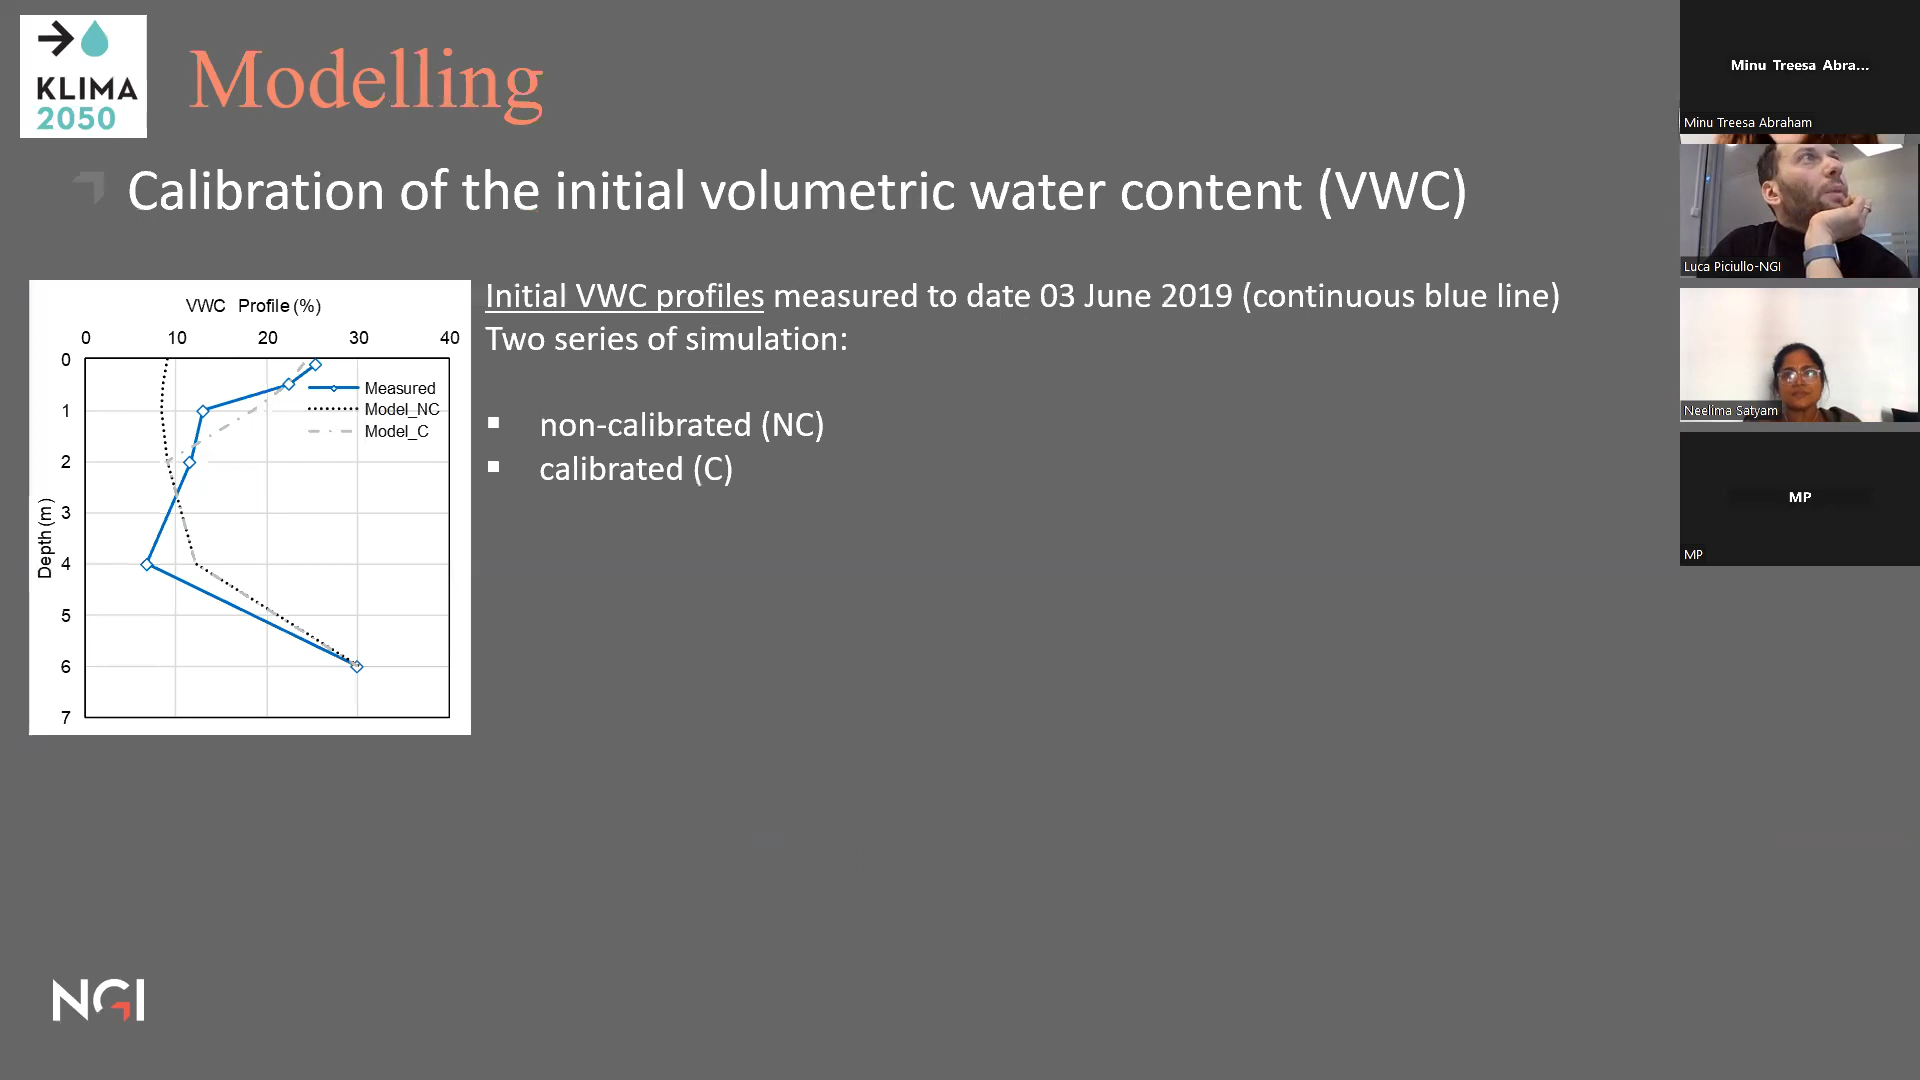 KLIMA
2050
Modelling
Calibration of the initial volumetric water content (VWC)
VWC Profile (%)
0 10 20 30 40
0
1
2
3
4
5
6
7
Depth (m)
Measured
Model_NC
Model_C
Initial VWC profiles measured to date 03 June 2019 (continuous blue line)
Two series of simulation:
▪ non-calibrated (NC)
▪ calibrated (C)
NGI
Minu Treesa Abra...
Minu Treesa Abraham
Luca Piciullo-NGI
Neelima Satyam
MP
MP